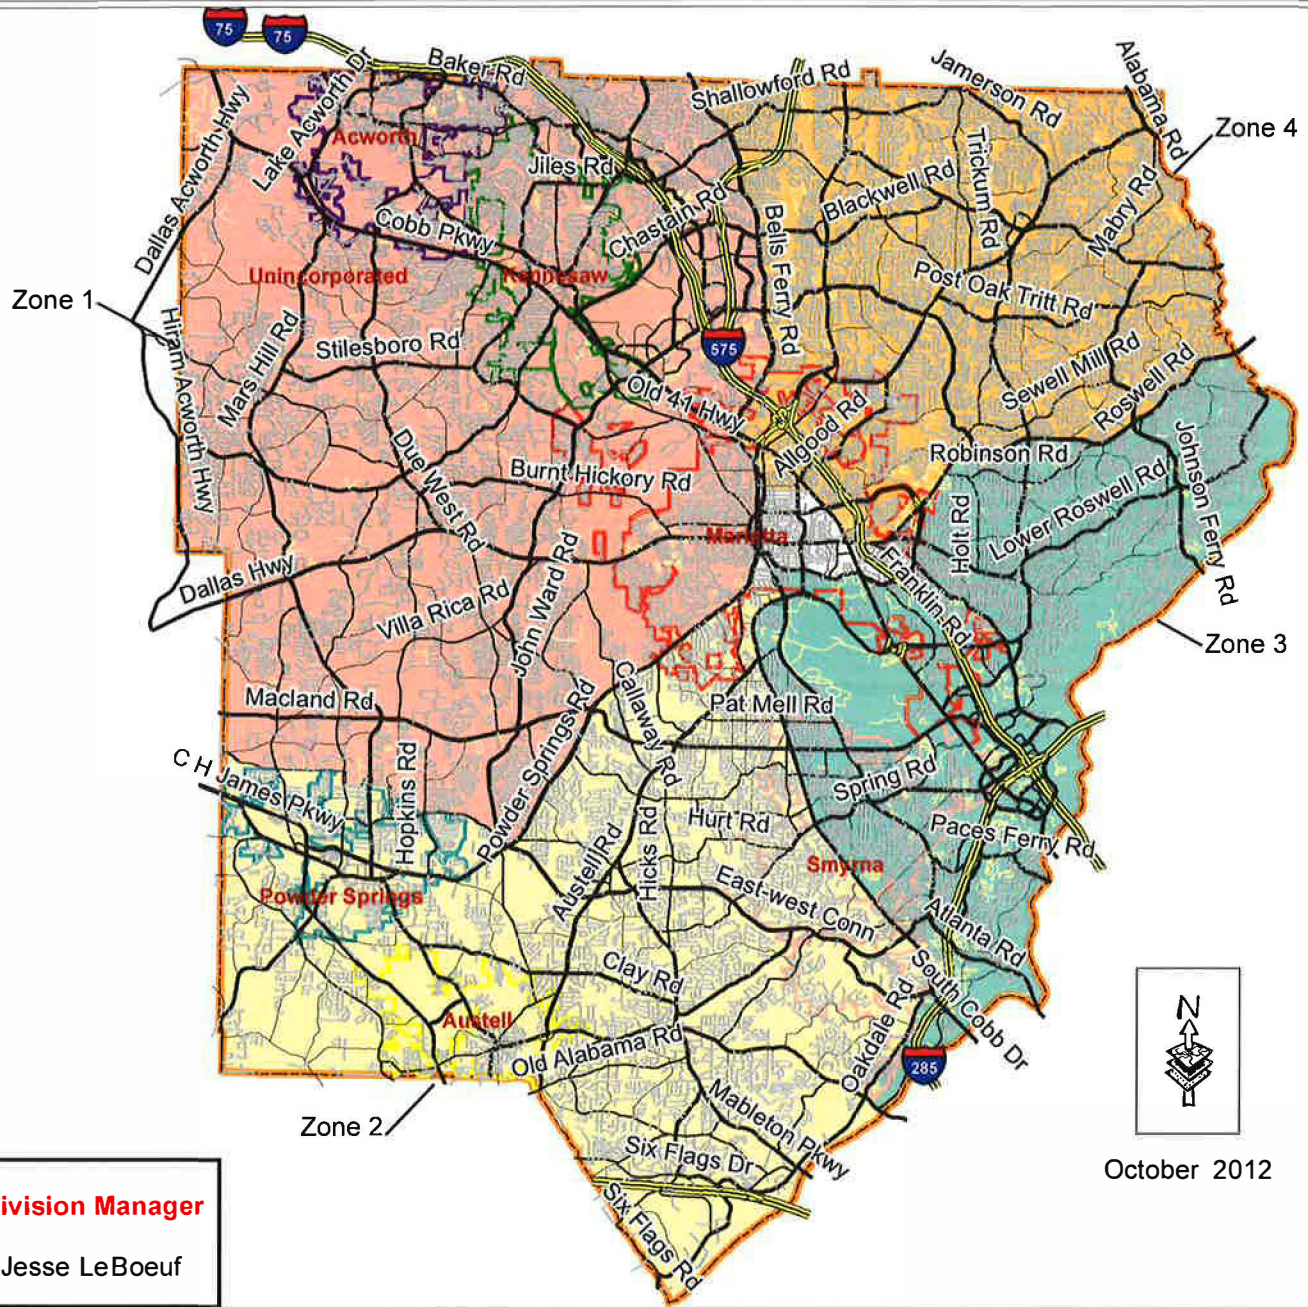 75
75
Baker Rd
Shallowford Rd
Jamerson Rd
Alabama Rd
Zone 4
Lake Acworth Dr
Dallas Acworth Hwy
Acworth
Jiles Rd
Trickum Rd
Blackwell Rd
Mabry Rd
Chastain Rd
Cobb Pkwy
Bells Ferry Rd
Unincorporated
Kennesaw
Post Oak Tritt Rd
Zone 1
Hiram Acworth Hwy
Mars Hill Rd
Stilesboro Rd
575
Sewell Mill Rd
Roswell Rd
Old 41 Hwy
Allgood Rd
Robinson Rd
Johnson Ferry Rd
Due West Rd
Burnt Hickory Rd
Lower Roswell Rd
Holt Rd
Marietta
Dallas Hwy
Villa Rica Rd
John Ward Rd
Franklin Rd
Zone 3
Macland Rd
Callaway Rd
Pat Mell Rd
C H James Pkwy
Hopkins Rd
Powder Springs Rd
Spring Rd
Hurt Rd
Paces Ferry Rd
Austell Rd
Hicks Rd
Smyrna
Powder Springs
East-west Conn
Atlanta Rd
Clay Rd
South Cobb Dr
Austell
Old Alabama Rd
Oakdale Rd
285
N
Zone 2
Mableton Pkwy
Six Flags Dr
Six Flags Rd
October 2012
ivision Manager
Jesse LeBoeuf